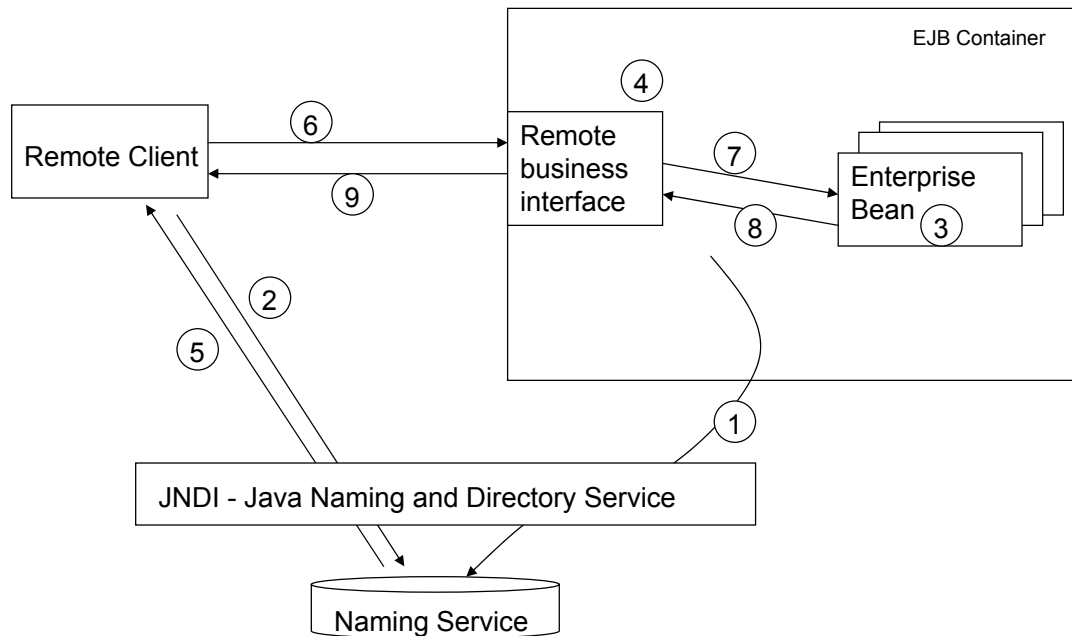 EJB Container
4
6
Remote Client
Remote
business
interface
7
Enterprise
Bean
3
9
8
2
5
1
JNDI - Java Naming and Directory Service
Naming Service